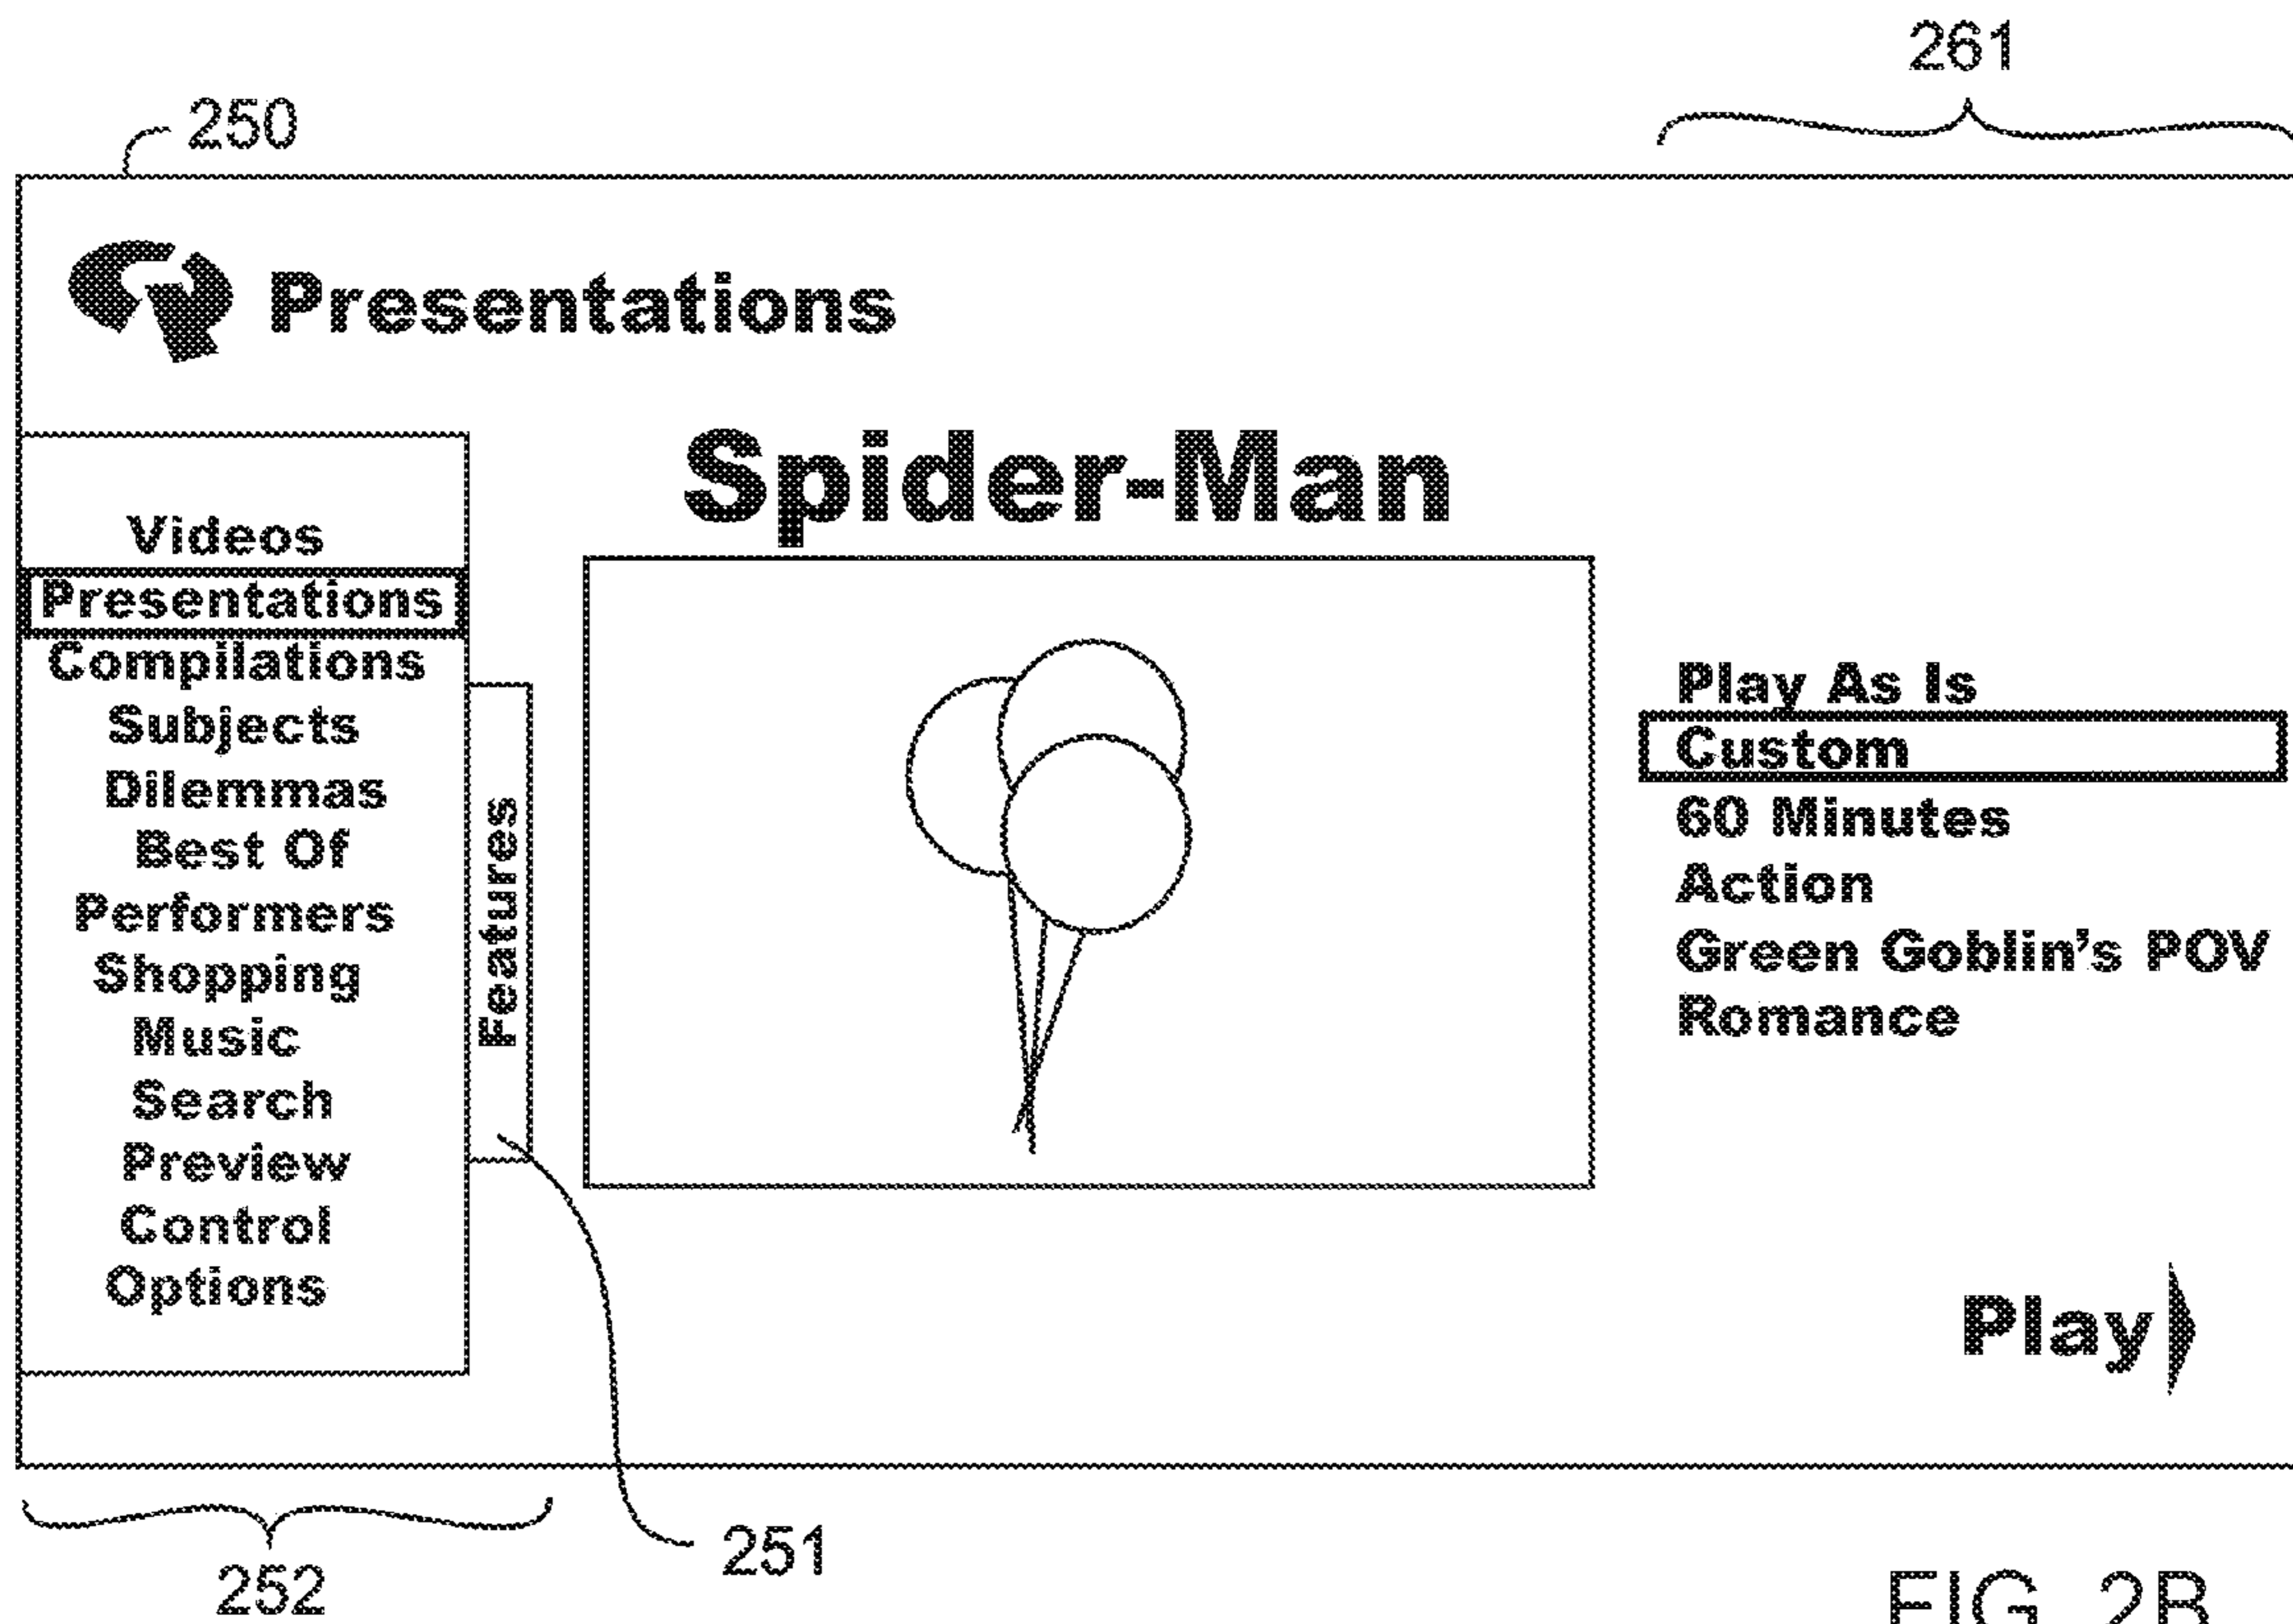 261
250
Presentations
Spider-Man
Videos
Presentations
Compilations
Subjects
Dilemmas
Best Of
Performers
Shopping
Music
Search
Preview
Control
Options
Features
Play As Is
Custom
60 Minutes
Action
Green Goblin's POV
Romance
Play
252
251
FIG. 2B